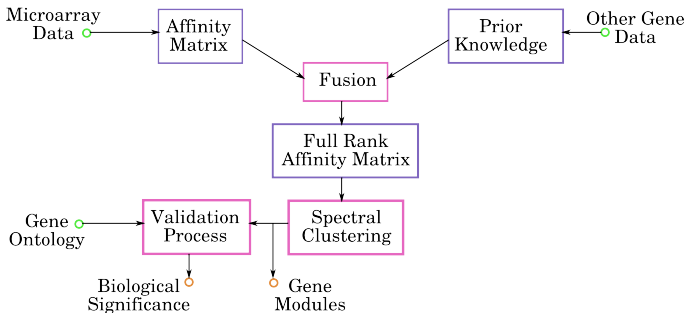 Microarray
Data
Affinity
Matrix
Prior
Knowledge
Other Gene
Data
Fusion
Full Rank
Affinity Matrix
Gene
Ontology
Validation
Process
Spectral
Clustering
Biological
Significance
Gene
Modules